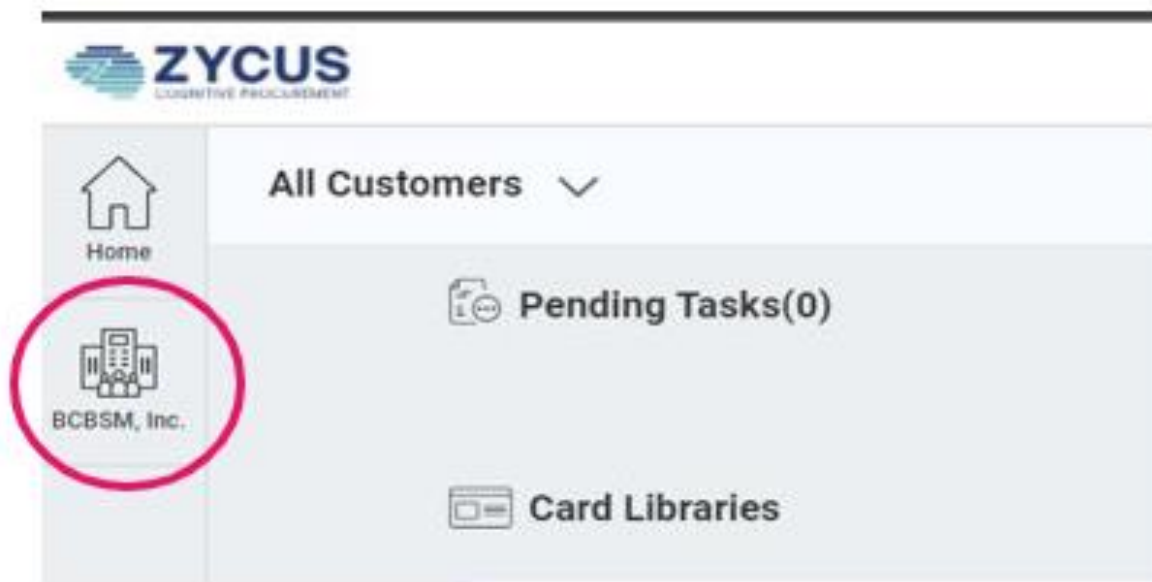 ZYCUS
COGNITIVE PROCUREMENT
All Customers
Home
Pending Tasks(0)
BCBSM, Inc.
Card Libraries